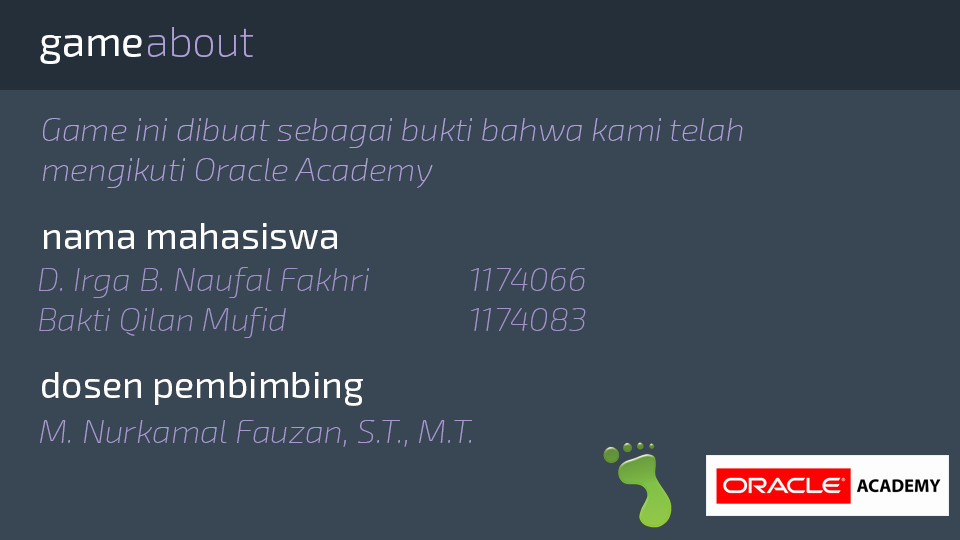 gameabout
Game ini dibuat sebagai bukti bahwa kami telah
mengikuti Oracle Academy
nama mahasiswa
D. Irga B. Naufal Fakhri 1174066
Bakti Qilan Mufid 1174083
dosen pembimbing
M. Nurkamal Fauzan, S.T., M.T.
ORACLE® ACADEMY